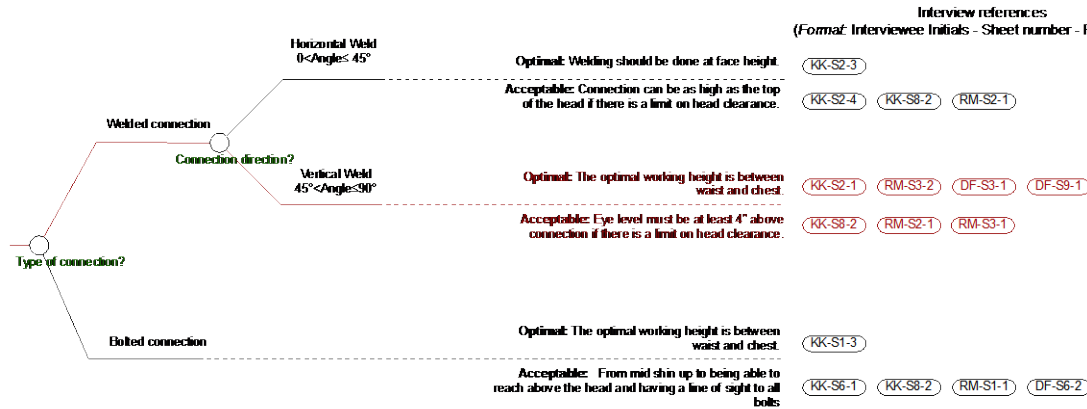 Interview references
(Format: Interviewee Initials - Sheet number -
Horizontal Weld
0<Angle≤ 45°
Optimal: Welding should be done at face height.
KK-S2-3
Acceptable: Connection can be as high as the top
of the head if there is a limit on head clearance.
KK-S2-4 KK-S8-2 RM-S2-1
Welded connection
Connection direction?
Vertical Weld
45°<Angle≤90°
Optimal: The optimal working height is between
waist and chest.
KK-S2-1 RM-S3-2 DF-S3-1 DF-S9-1
Acceptable: Eye level must be at least 4" above
connection if there is a limit on head clearance.
KK-S8-2 RM-S2-1 RM-S3-1
Type of connection?
Bolted connection
Optimal: The optimal working height is between
waist and chest.
KK-S1-3
Acceptable: From mid shin up to being able to
reach above the head and having a line of sight to all
bolts
KK-S6-1 KK-S8-2 RM-S1-1 DF-S6-2